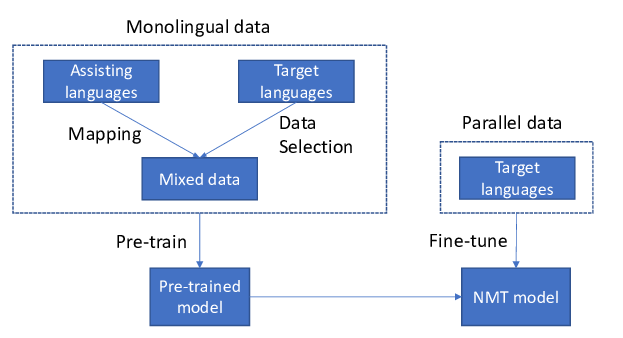 Monolingual data
Assisting
languages
Target
languages
Mapping
Data
Selection
Mixed data
Parallel data
Target
languages
Pre-train
Fine-tune
Pre-trained
model
NMT model